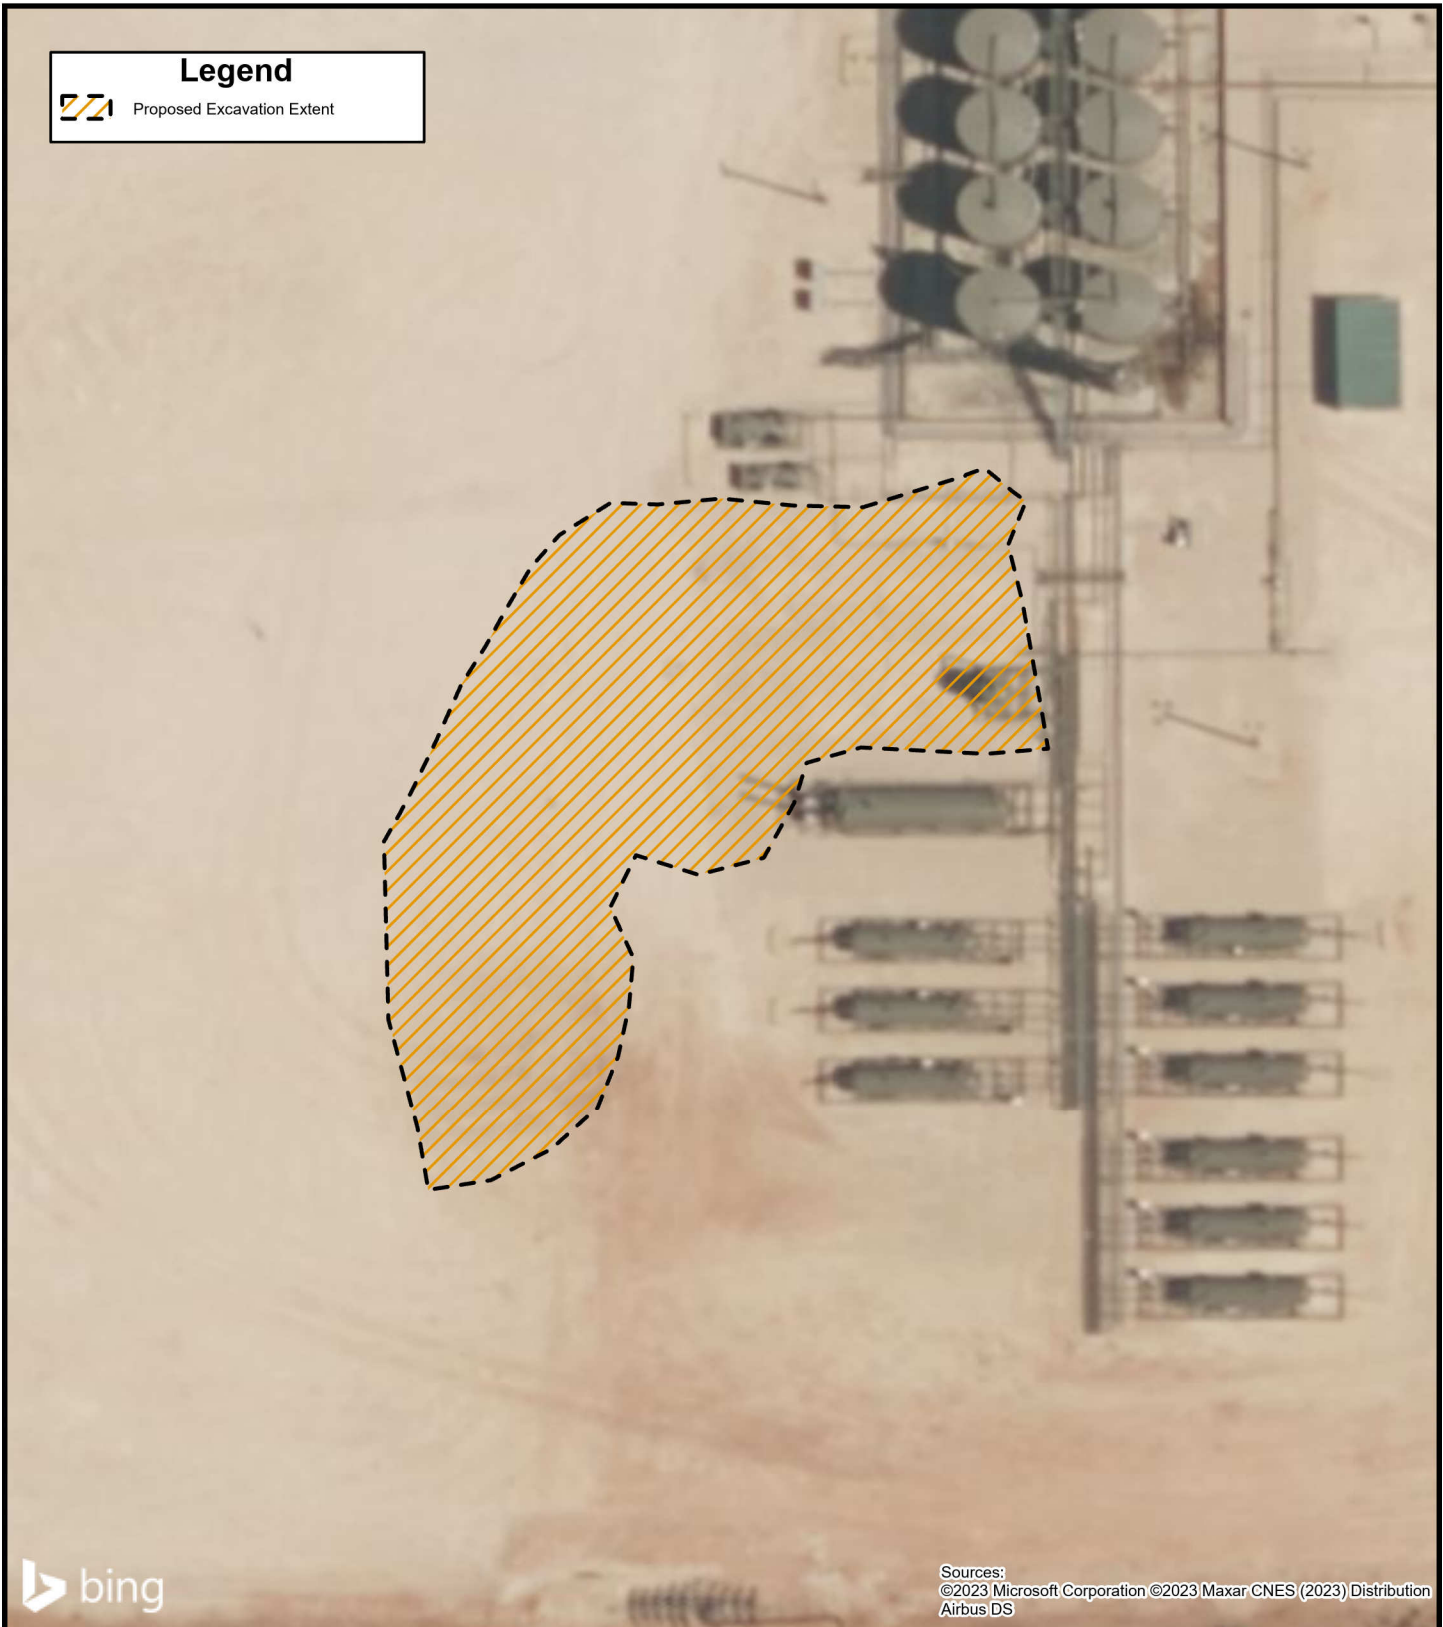 Legend
Proposed Excavation Extent
bing
Sources:
©2023 Microsoft Corporation ©2023 Maxar CNES (2023) Distribution
Airbus DS